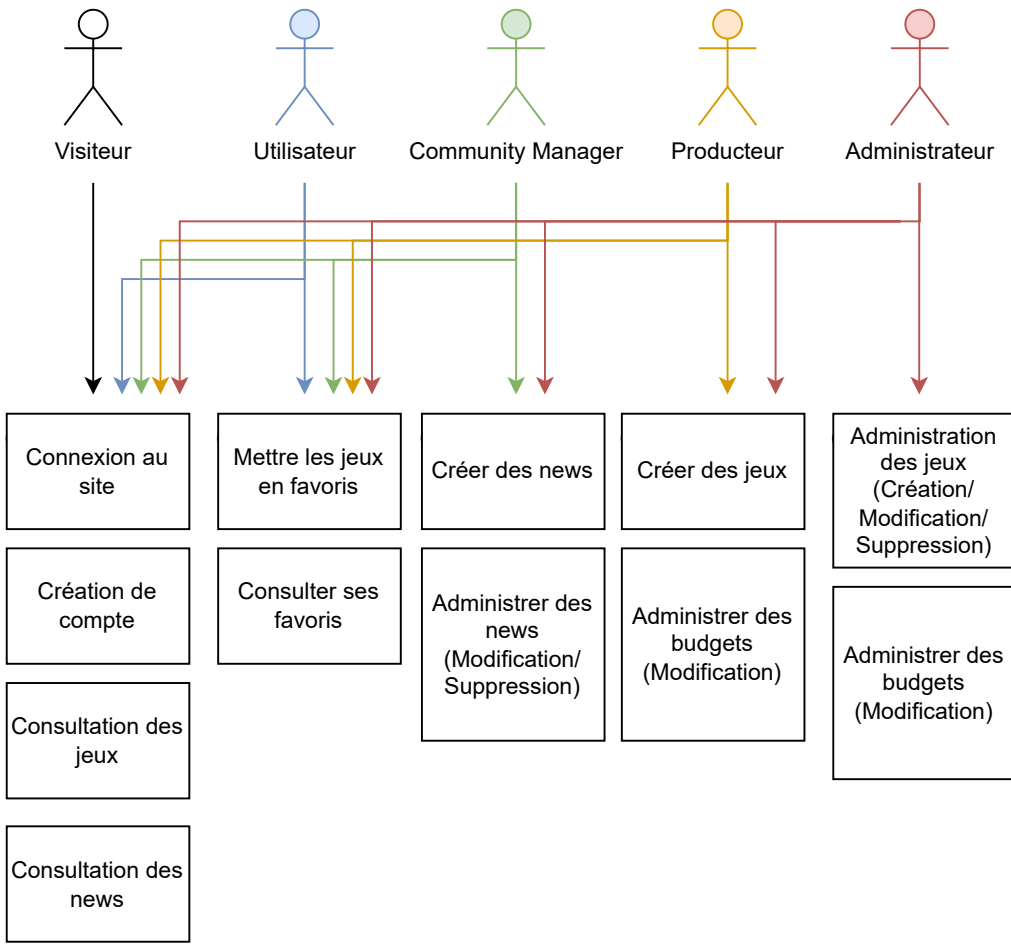 Visiteur
Utilisateur
Community Manager
Producteur
Administrateur
Connexion au
site
Création de
compte
Consultation des
jeux
Consultation des
news
Mettre les jeux
en favoris
Consulter ses
favoris
Créer des news
Administrer des
news
(Modification/
Suppression)
Créer des jeux
Administrer des
budgets
(Modification)
Administration
des jeux
(Création/
Modification/
Suppression)
Administrer des
budgets
(Modification)